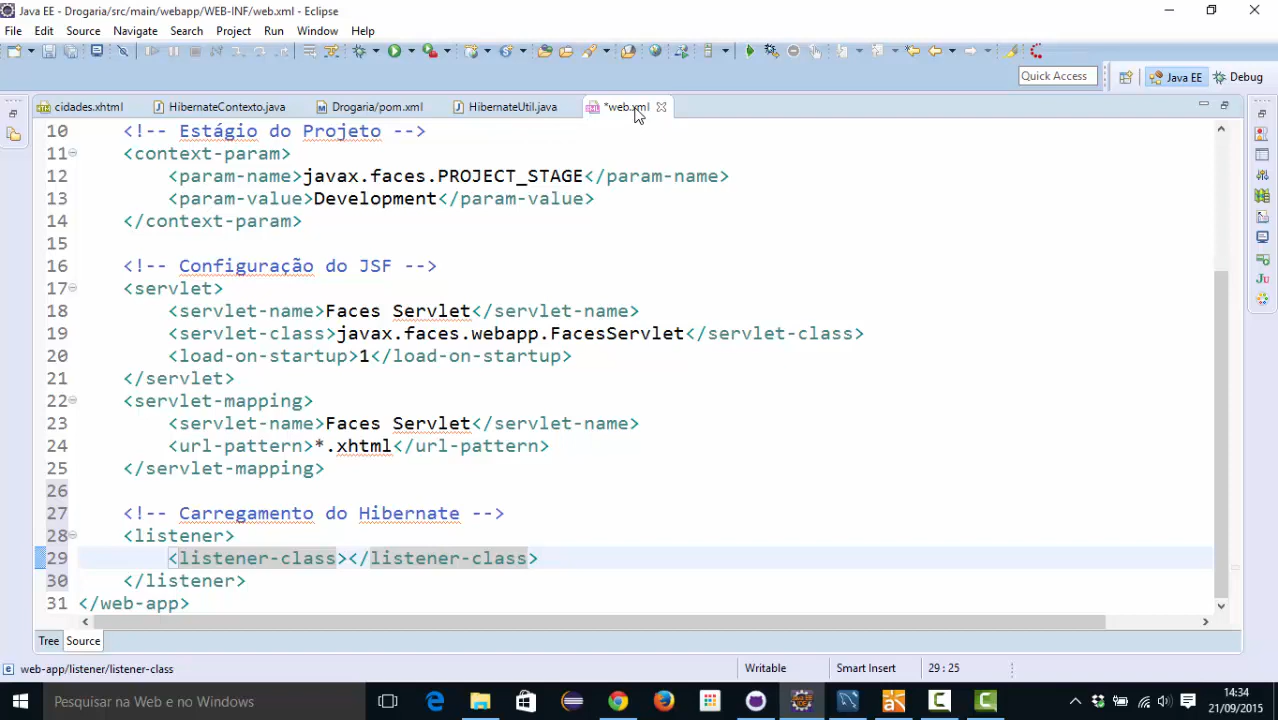 Java EE - Drogaria/src/main/webapp/WEB-INF/web.xml - Eclipse
File Edit Source Navigate Search Project Run Window Help
Quick Access Java EE Debug
cidades.xhtml HibernateContexto.java Drogaria/pom.xml HibernateUtil.java *web.xml
10 <!-- Estágio do Projeto -->
11 <context-param>
12 <param-name>javax.faces.PROJECT_STAGE</param-name>
13 <param-value>Development</param-value>
14 </context-param>
15
16 <!-- Configuração do JSF -->
17 <servlet>
18 <servlet-name>Faces Servlet</servlet-name>
19 <servlet-class>javax.faces.webapp.FacesServlet</servlet-class>
20 <load-on-startup>1</load-on-startup>
21 </servlet>
22 <servlet-mapping>
23 <servlet-name>Faces Servlet</servlet-name>
24 <url-pattern>*.xhtml</url-pattern>
25 </servlet-mapping>
26
27 <!-- Carregamento do Hibernate -->
28 <listener>
29 <listener-class></listener-class>
30 </listener>
31 </web-app>
Tree Source
web-app/listener/listener-class Writable Smart Insert 29 : 25
Pesquisar na Web e no Windows
14:34
21/09/2015